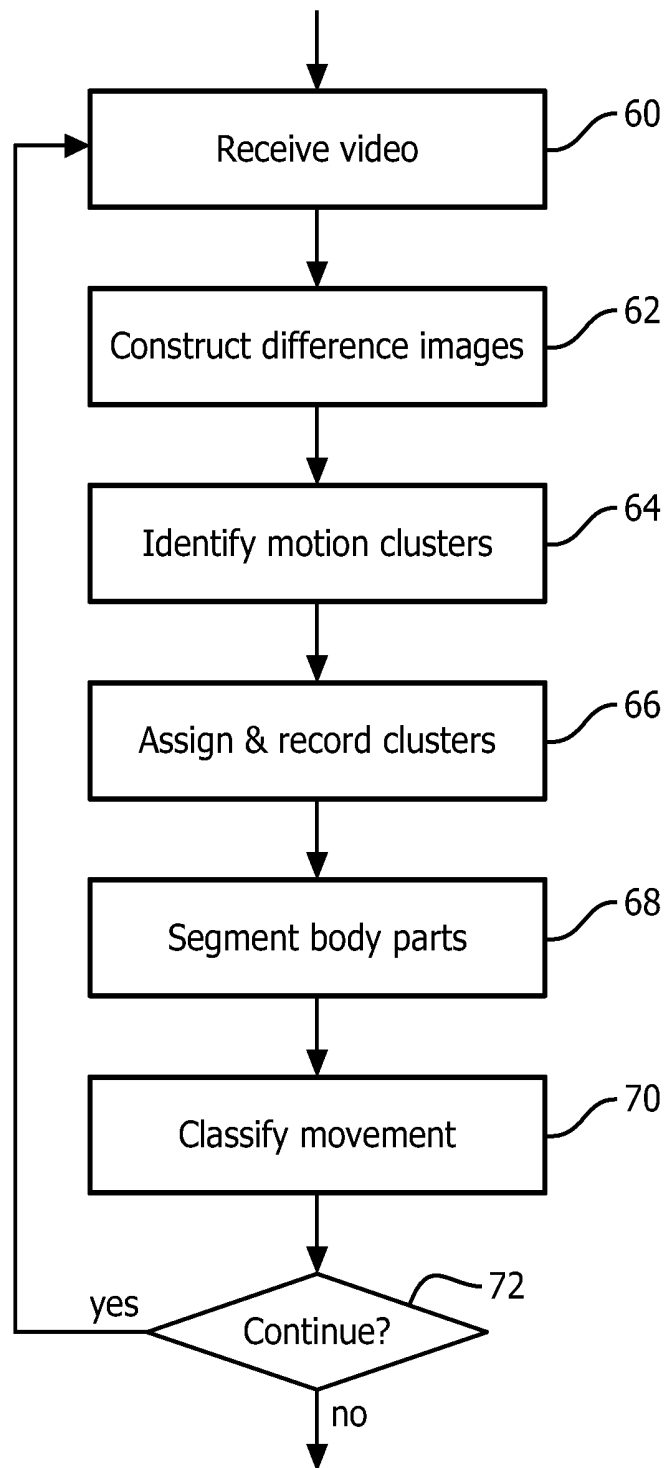 Receive video
60
Construct difference images
62
Identify motion clusters
64
Assign & record clusters
66
Segment body parts
68
Classify movement
70
Continue?
72
yes
no